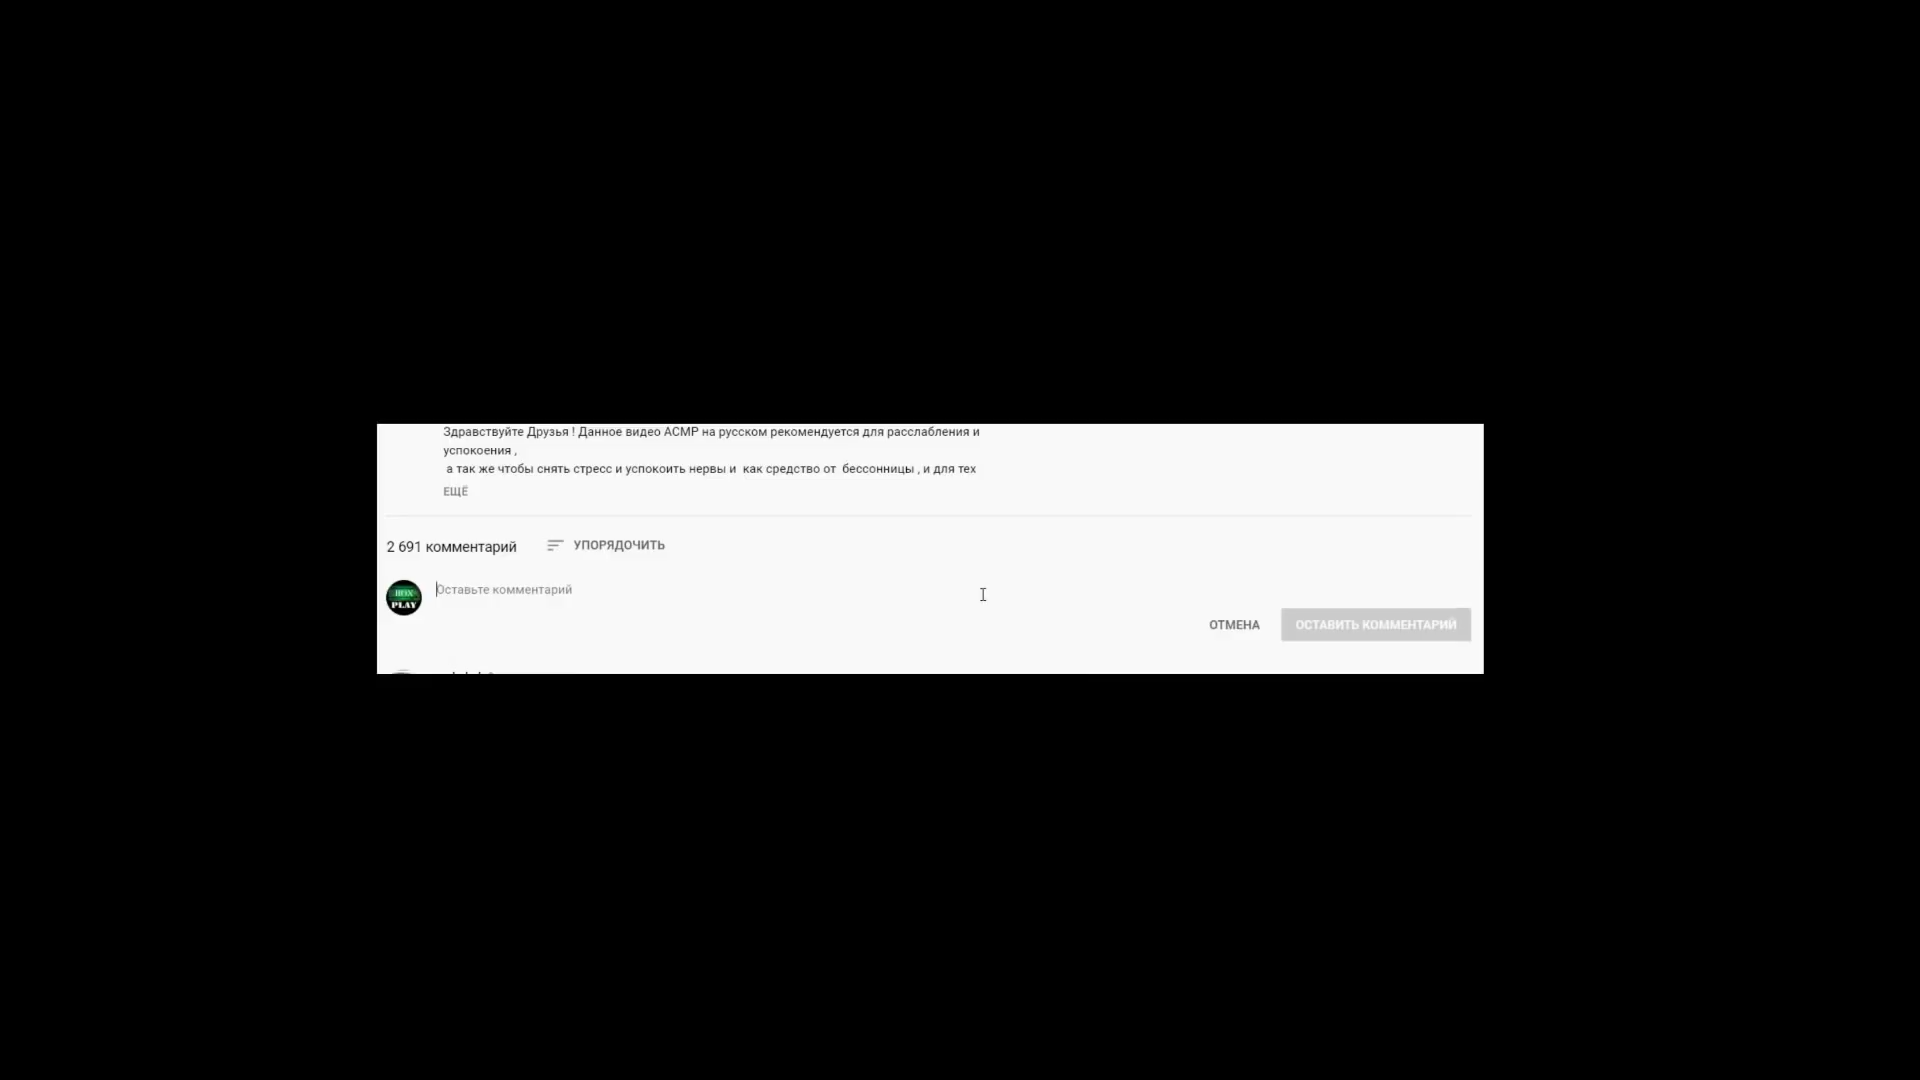 Здравствуйте Друзья ! Данное видео АСМР на русском рекомендуется для расслабления и
успокоения ,
а так же чтобы снять стресс и успокоить нервы и  как средство от  бессонницы , и для тех
ЕЩЁ
2 691 комментарий УПОРЯДОЧИТЬ
PLAY
Оставьте комментарий
ОТМЕНА ОСТАВИТЬ КОММЕНТАРИЙ